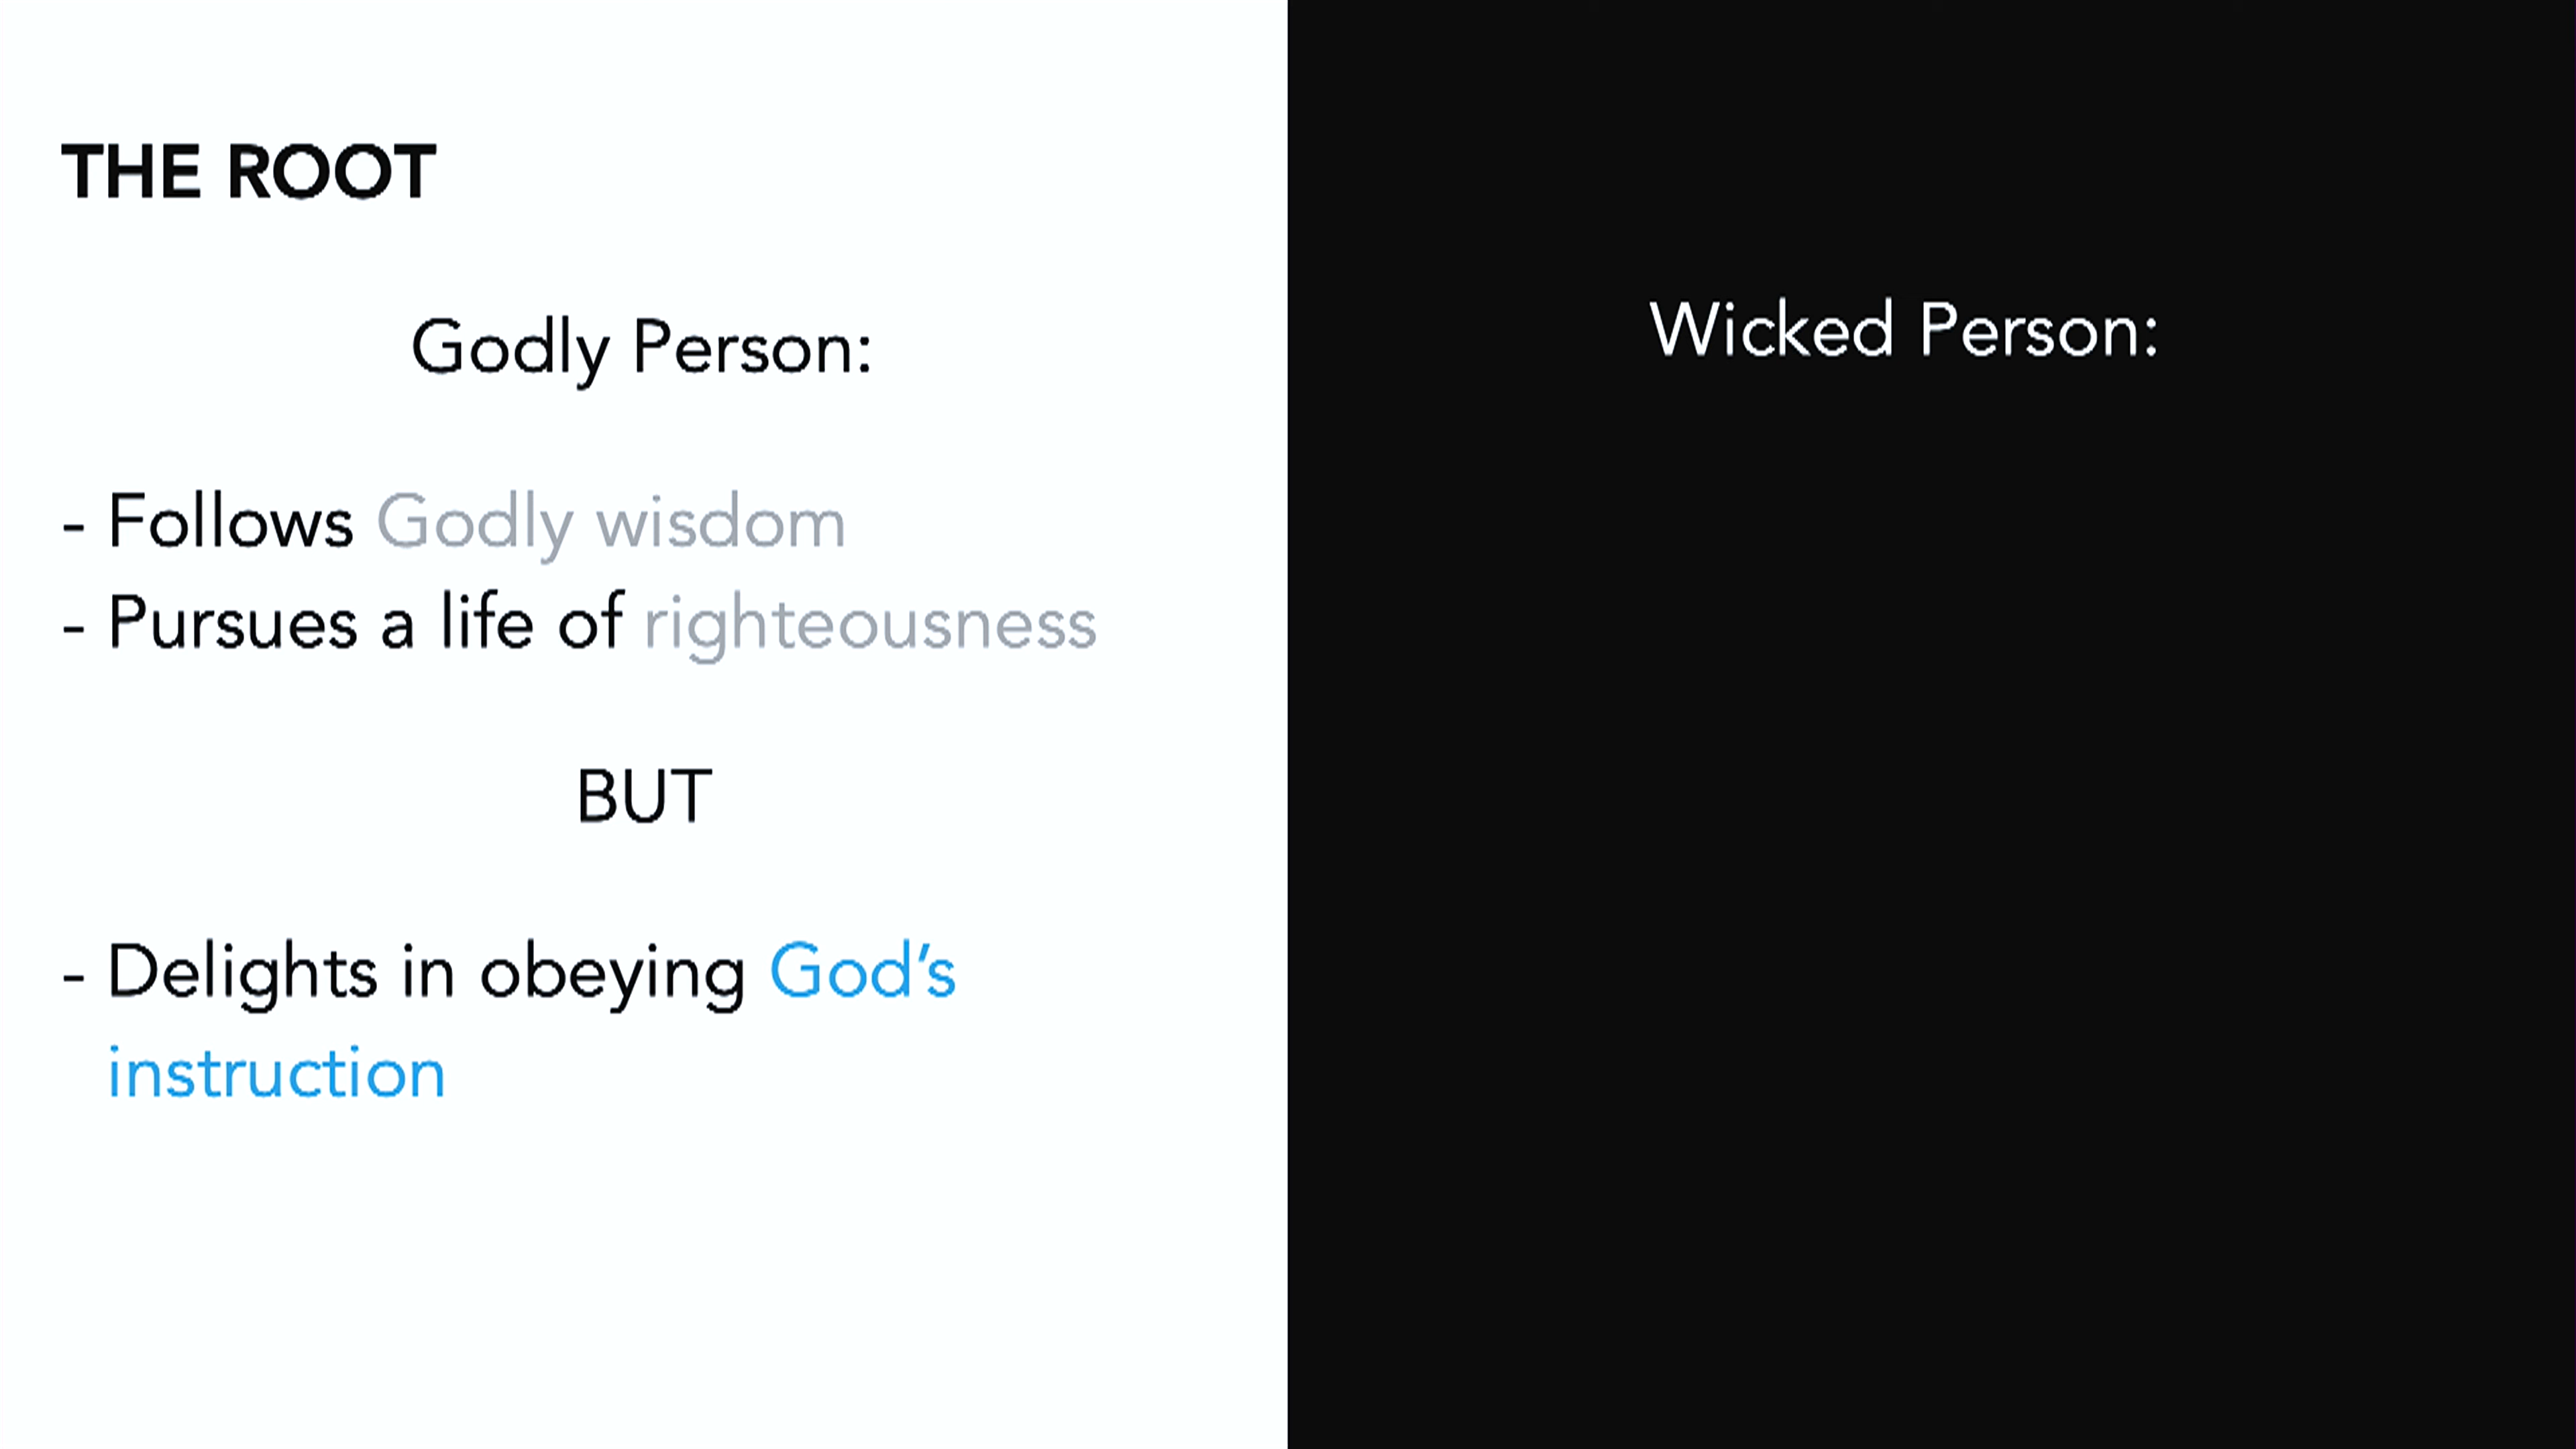 THE ROOT
Godly Person:
- Follows Godly wisdom
- Pursues a life of righteousness
BUT
- Delights in obeying God’s
instruction
Wicked Person: